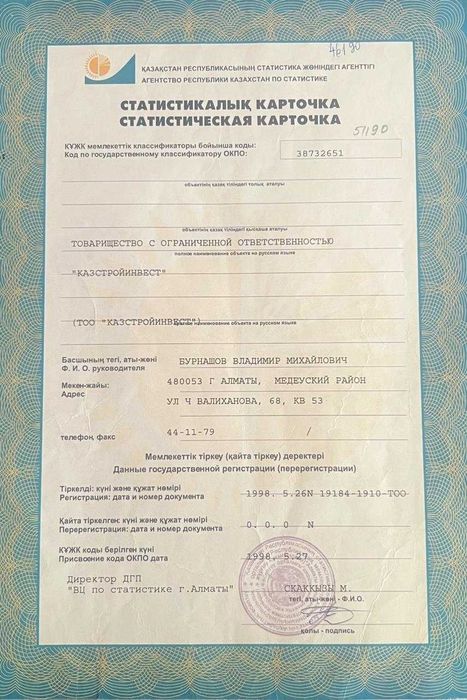 46/90
ҚАЗАҚСТАН РЕСПУБЛИКАСЫНЫҢ СТАТИСТИКА ЖӨНІНДЕГІ АГЕНТТІГІ
АГЕНТСТВО РЕСПУБЛИКИ КАЗАХСТАН ПО СТАТИСТИКЕ
СТАТИСТИКАЛЫҚ КАРТОЧКА
СТАТИСТИЧЕСКАЯ КАРТОЧКА
51190
КҰЖК мемлекеттік классификаторы бойынша коды:
Код по государственному классификатору ОКПО:
38732651
объектінің қазақ тіліндегі толық аталуы
объектінің қазақ тіліндегі қысқаша аталуы
ТОВАРИЩЕСТВО С ОГРАНИЧЕННОЙ ОТВЕТСТВЕННОСТЬЮ
полное наименование объекта на русском языке
"КАЗСТРОЙИНВЕСТ"
(ТОО "КАЗСТРОЙИНВЕСТ")
наименование объекта на русском языке
Басшының тегі, аты-жөні
Ф. И. О. руководителя
БУРНАШОВ ВЛАДИМИР МИХАЙЛОВИЧ
Мекен-жайы:
Адрес
480053 Г АЛМАТЫ, МЕДЕУСКИЙ РАЙОН
УЛ Ч ВАЛИХАНОВА, 68, КВ 53
телефон, факс
44-11-79 /
Мемлекеттік тіркеу (қайта тіркеу) деректері
Данные государственной регистрации (перерегистрации)
Тіркелді: күні және құжат нөмірі
Регистрация: дата и номер документа
1998. 5.26N 19184-1910-ТОО
Қайта тіркелген: күні және құжат нөмірі
Перерегистрация: дата и номер документа
0. 0. 0 N
КҰЖК коды берілген күні
Присвоение кода ОКПО дата
1998. 5.27
Директор ДГП
"ВЦ по статистике г.Алматы"
СКАККЫЗЫ М.
тегі, аты-жөні - Ф.И.О.
қолы - подпись